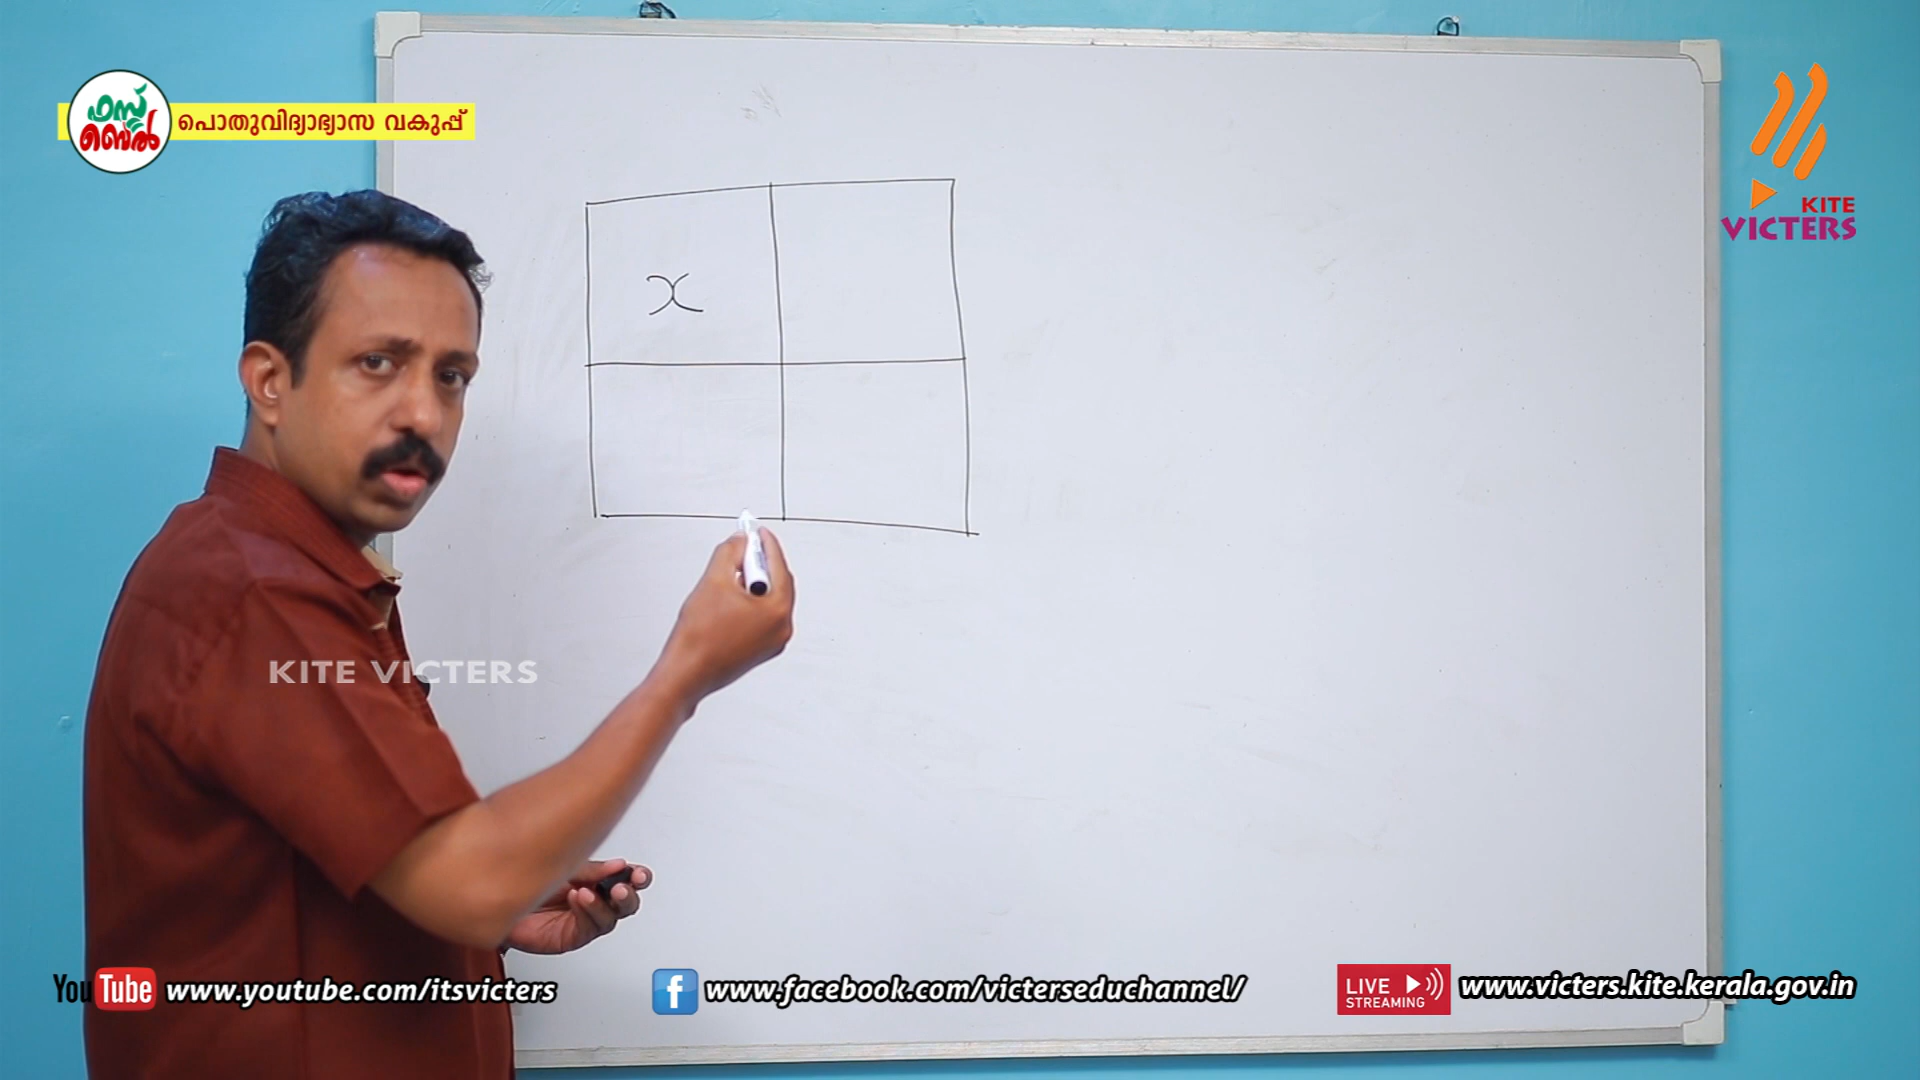 ഫസ്റ്റ്
ബെൽ
പൊതുവിദ്യാഭ്യാസ വകുപ്പ്
KITE
VICTERS
x
KITE VICTERS
YouTube www.youtube.com/itsvicters
f www.facebook.com/victerseduchannel/
LIVE
STREAMING
www.victers.kite.kerala.gov.in